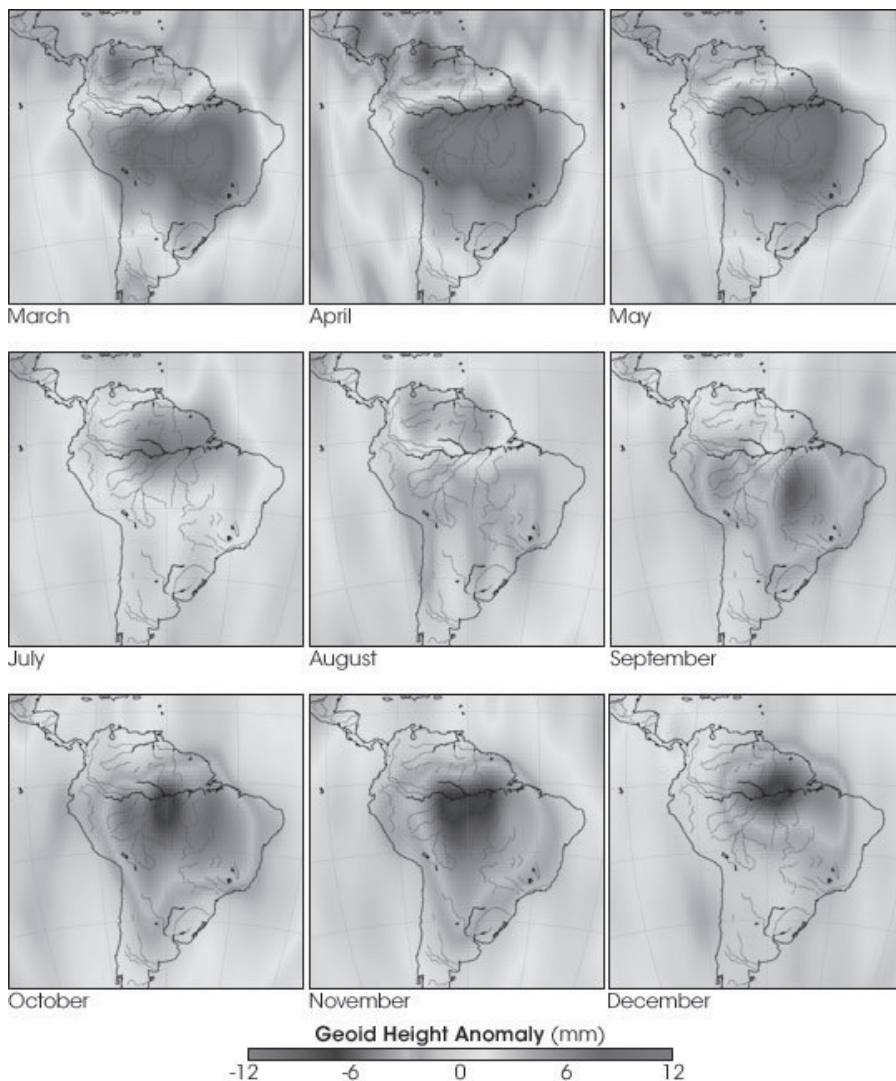 March April May
July August September
October November December
Geoid Height Anomaly (mm)
-12 -6 0 6 12